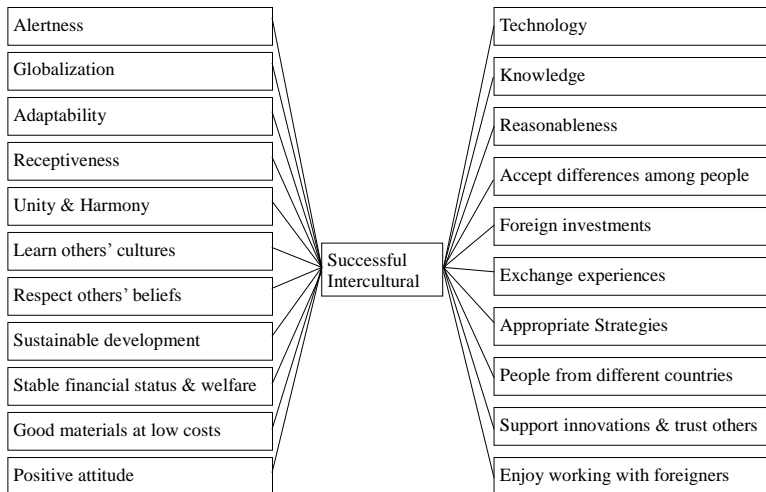 Alertness
Globalization
Adaptability
Receptiveness
Unity & Harmony
Learn others’ cultures
Respect others’ beliefs
Sustainable development
Stable financial status & welfare
Good materials at low costs
Positive attitude
Successful
Intercultural
Technology
Knowledge
Reasonableness
Accept differences among people
Foreign investments
Exchange experiences
Appropriate Strategies
People from different countries
Support innovations & trust others
Enjoy working with foreigners